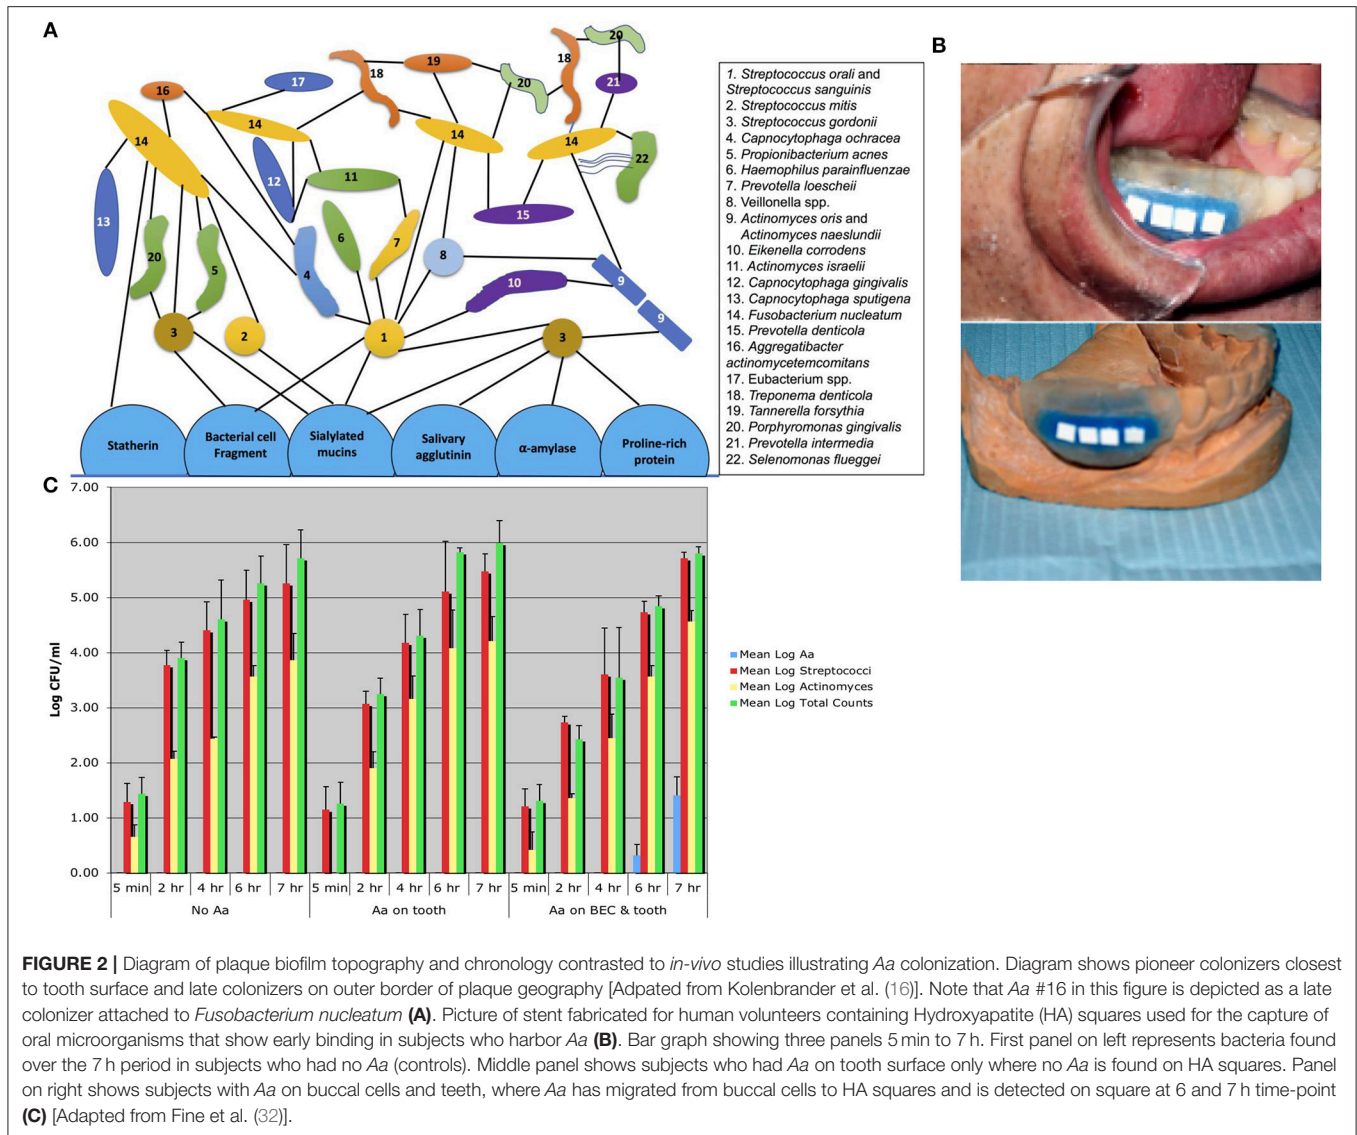 A
B
20
18
19
18
20
21
17
16
14
14
14
14
22
12
11
13
15
20
5
4
6
7
8
10
9
9
3
2
1
3
Statherin
Bacterial cell
Fragment
Sialylated
mucins
Salivary
agglutinin
α-amylase
Proline-rich
protein
1. Streptococcus orali and
Streptococcus sanguinis
2. Streptococcus mitis
3. Streptococcus gordonii
4. Capnocytophaga ochracea
5. Propionibacterium acnes
6. Haemophilus parainfluenzae
7. Prevotella loescheii
8. Veillonella spp.
9. Actinomyces oris and
Actinomyces naeslundii
10. Eikenella corrodens
11. Actinomyces israelii
12. Capnocytophaga gingivalis
13. Capnocytophaga sputigena
14. Fusobacterium nucleatum
15. Prevotella denticola
16. Aggregatibacter
actinomycetemcomitans
17. Eubacterium spp.
18. Treponema denticola
19. Tannerella forsythia
20. Porphyromonas gingivalis
21. Prevotella intermedia
22. Selenomonas flueggei
C
7.00
6.00
5.00
4.00
3.00
2.00
1.00
0.00
Log CFU/ml
5 min 2 hr 4 hr 6 hr 7 hr 5 min 2 hr 4 hr 6 hr 7 hr 5 min 2 hr 4 hr 6 hr 7 hr
No Aa Aa on tooth Aa on BEC & tooth
Mean Log Aa
Mean Log Streptococci
Mean Log Actinomyces
Mean Log Total Counts
FIGURE 2 | Diagram of plaque biofilm topography and chronology contrasted to in-vivo studies illustrating Aa colonization. Diagram shows pioneer colonizers closest
to tooth surface and late colonizers on outer border of plaque geography [Adpated from Kolenbrander et al. (16)]. Note that Aa #16 in this figure is depicted as a late
colonizer attached to Fusobacterium nucleatum (A). Picture of stent fabricated for human volunteers containing Hydroxyapatite (HA) squares used for the capture of
oral microorganisms that show early binding in subjects who harbor Aa (B). Bar graph showing three panels 5 min to 7 h. First panel on left represents bacteria found
over the 7 h period in subjects who had no Aa (controls). Middle panel shows subjects who had Aa on tooth surface only where no Aa is found on HA squares. Panel
on right shows subjects with Aa on buccal cells and teeth, where Aa has migrated from buccal cells to HA squares and is detected on square at 6 and 7 h time-point
(C) [Adapted from Fine et al. (32)].